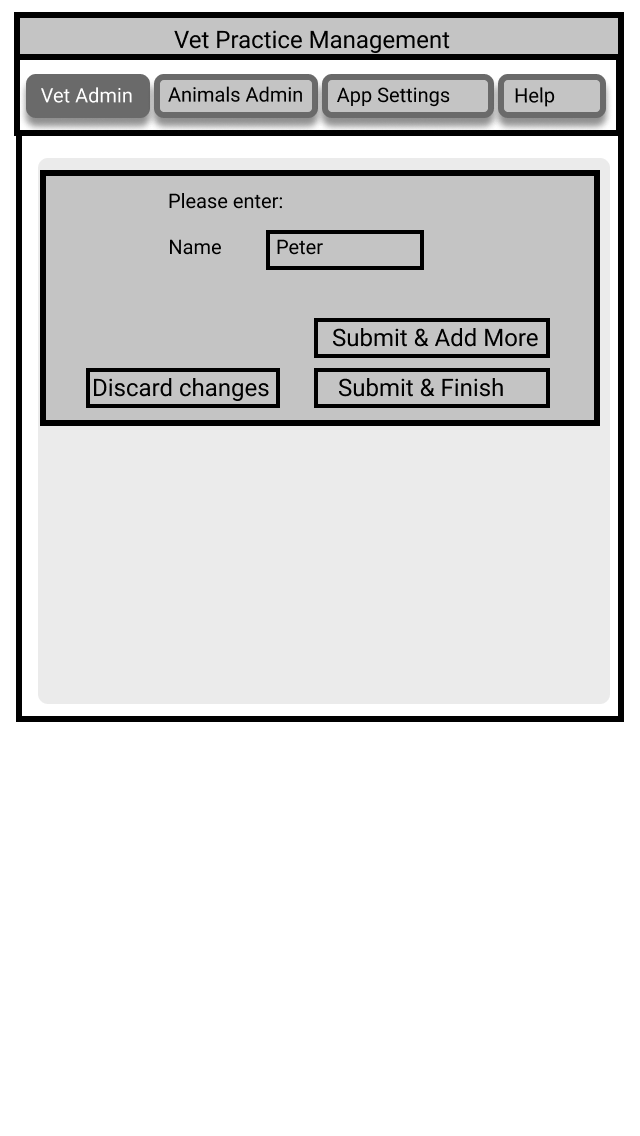 Vet Practice Management
Vet Admin Animals Admin App Settings Help
Please enter:
Name Peter
Submit & Add More
Discard changes Submit & Finish